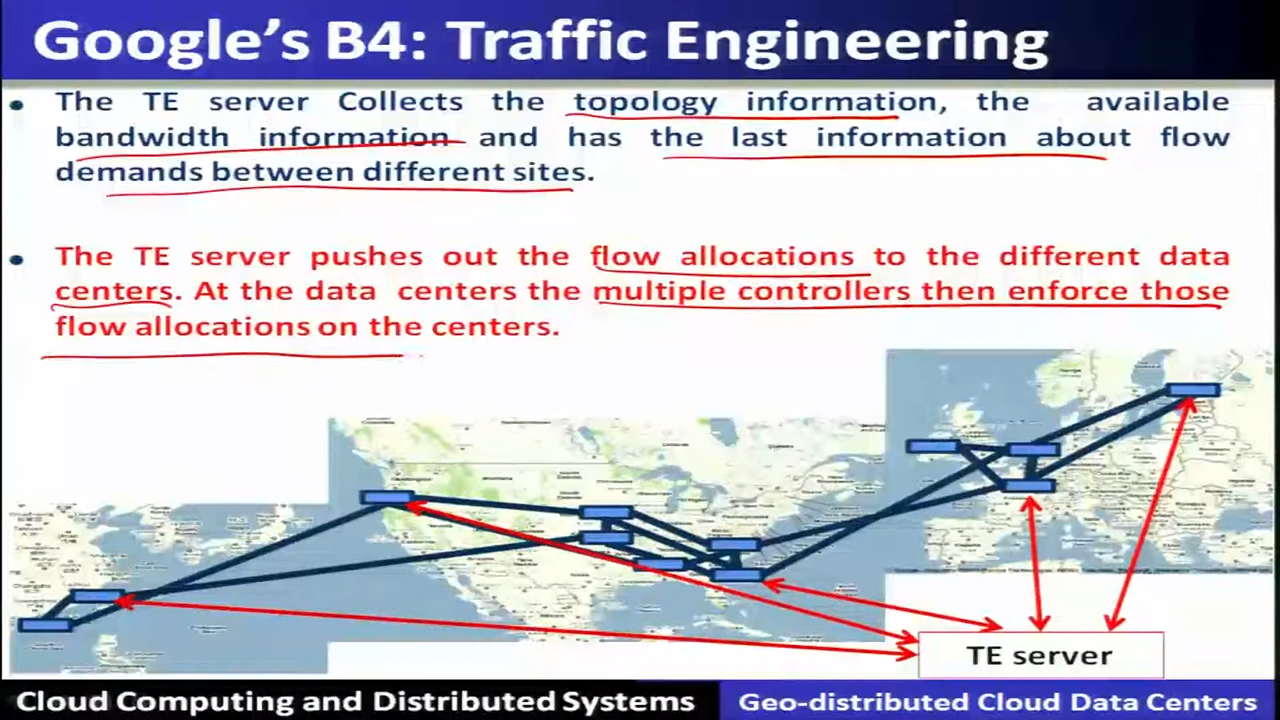 Google's B4: Traffic Engineering
• The TE server Collects the topology information, the available
bandwidth information and has the last information about flow
demands between different sites.
• The TE server pushes out the flow allocations to the different data
centers. At the data centers the multiple controllers then enforce those
flow allocations on the centers.
TE server
Cloud Computing and Distributed Systems
Geo-distributed Cloud Data Centers